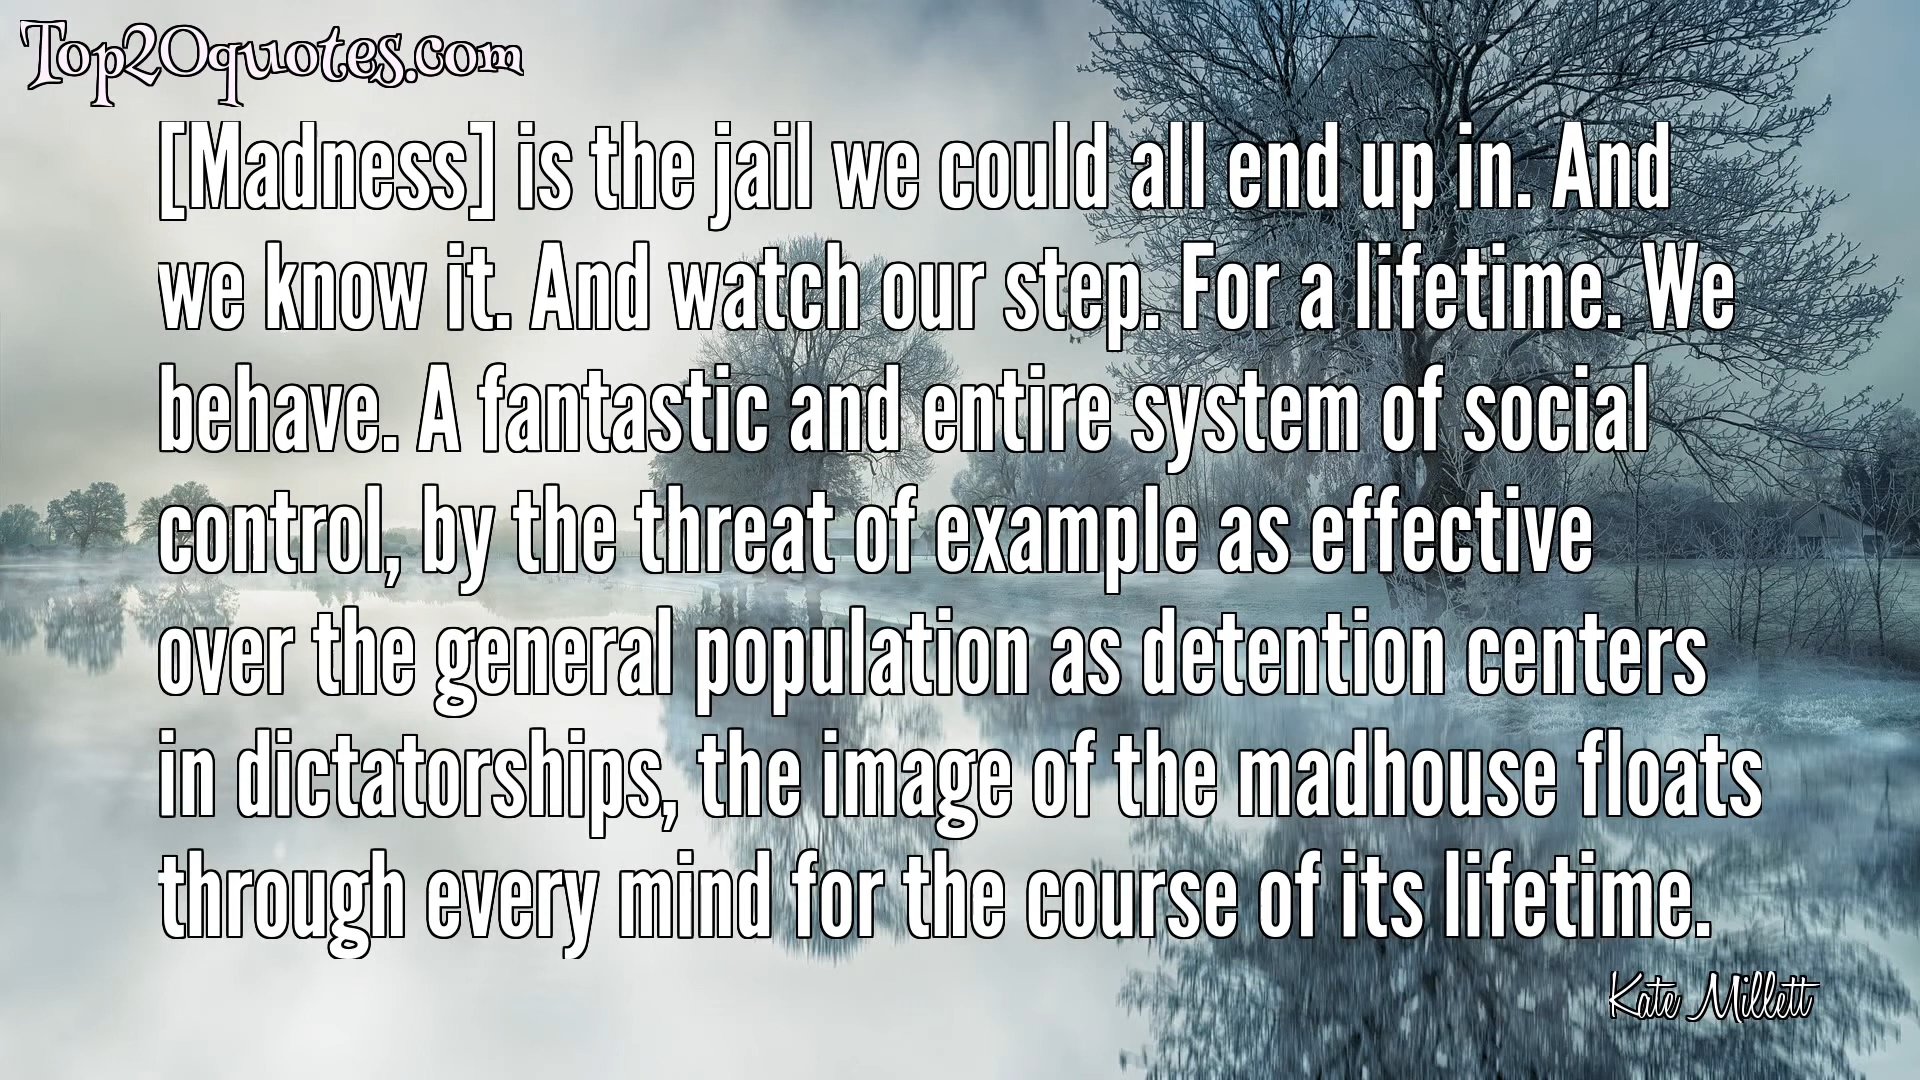 Top20quotes.com
[Madness] is the jail we could all end up in. And
we know it. And watch our step. For a lifetime. We
behave. A fantastic and entire system of social
control, by the threat of example as effective
over the general population as detention centers
in dictatorships, the image of the madhouse floats
through every mind for the course of its lifetime.
Kate Millett